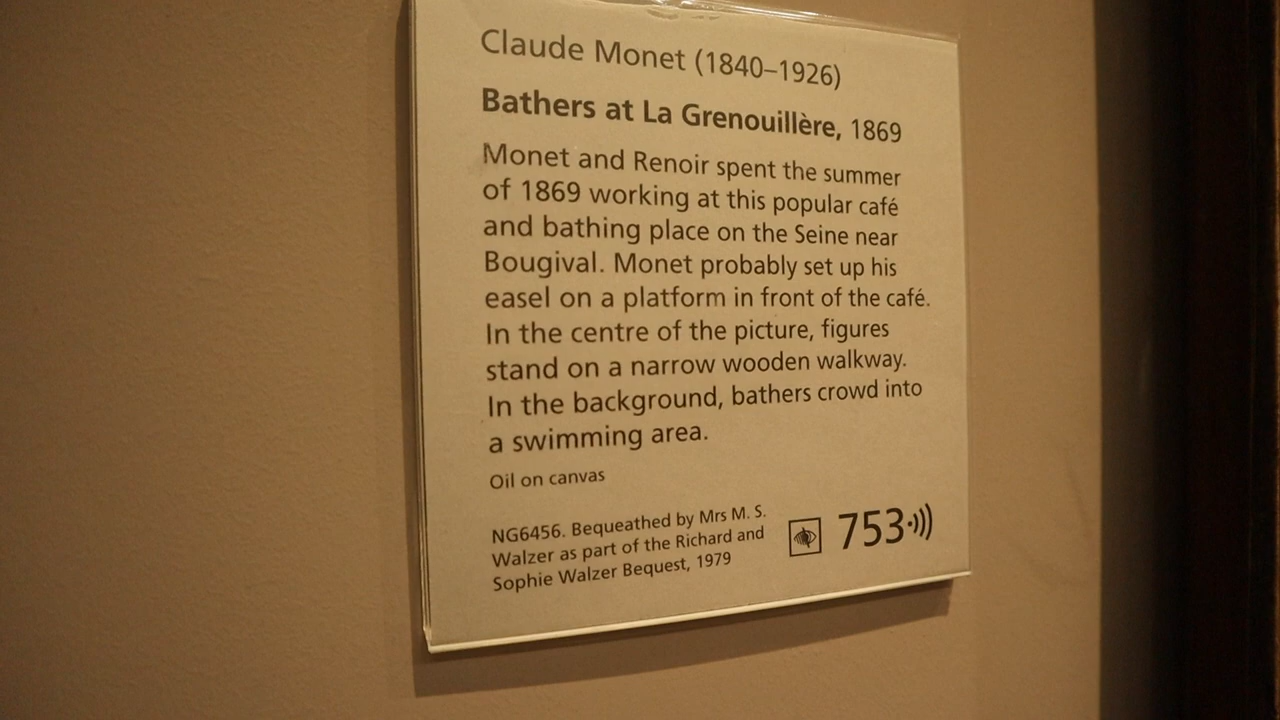 Claude Monet (1840–1926)
Bathers at La Grenouillère, 1869
Monet and Renoir spent the summer
of 1869 working at this popular café
and bathing place on the Seine near
Bougival. Monet probably set up his
easel on a platform in front of the café.
In the centre of the picture, figures
stand on a narrow wooden walkway.
In the background, bathers crowd into
a swimming area.
Oil on canvas
NG6456. Bequeathed by Mrs M. S.
Walzer as part of the Richard and
Sophie Walzer Bequest, 1979
753